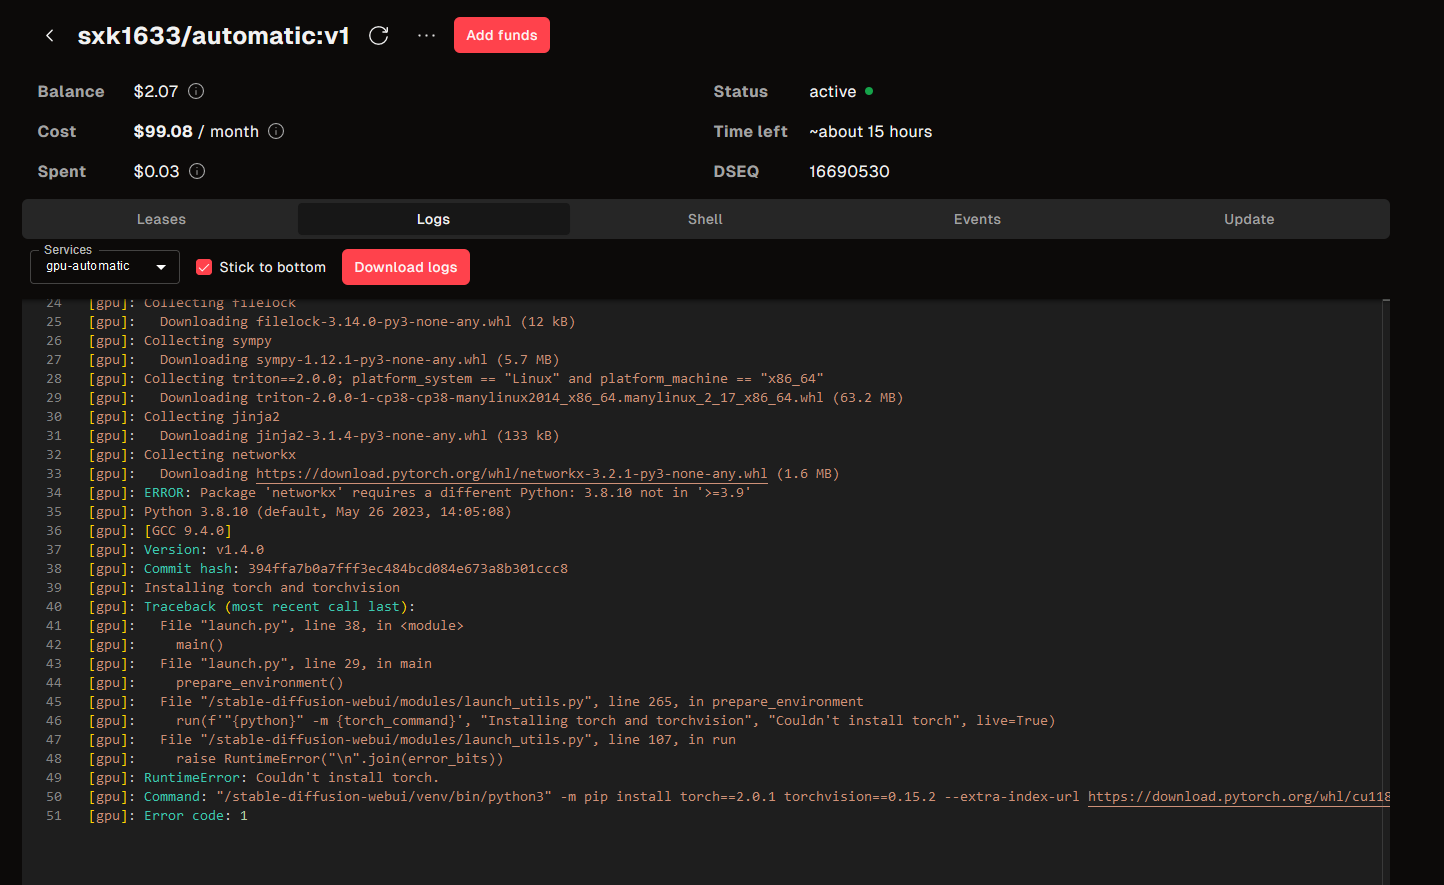 sxk1633/automatic:v1
Add funds
Balance $2.07
Status active
Cost $99.08 / month
Time left ~about 15 hours
Spent $0.03
DSEQ 16690530
Leases
Logs
Shell
Events
Update
Services
gpu-automatic
Stick to bottom
Download logs
24 [gpu]: Collecting filelock
25 [gpu]:   Downloading filelock-3.14.0-py3-none-any.whl (12 kB)
26 [gpu]: Collecting sympy
27 [gpu]:   Downloading sympy-1.12.1-py3-none-any.whl (5.7 MB)
28 [gpu]: Collecting triton==2.0.0; platform_system == "Linux" and platform_machine == "x86_64"
29 [gpu]:   Downloading triton-2.0.0-1-cp38-cp38-manylinux2014_x86_64.manylinux_2_17_x86_64.whl (63.2 MB)
30 [gpu]: Collecting jinja2
31 [gpu]:   Downloading jinja2-3.1.4-py3-none-any.whl (133 kB)
32 [gpu]: Collecting networkx
33 [gpu]:   Downloading https://download.pytorch.org/whl/networkx-3.2.1-py3-none-any.whl (1.6 MB)
34 [gpu]: ERROR: Package 'networkx' requires a different Python: 3.8.10 not in '>=3.9'
35 [gpu]: Python 3.8.10 (default, May 26 2023, 14:05:08)
36 [gpu]: [GCC 9.4.0]
37 [gpu]: Version: v1.4.0
38 [gpu]: Commit hash: 394ffa7b0a7fff3ec484bcd084e673a8b301ccc8
39 [gpu]: Installing torch and torchvision
40 [gpu]: Traceback (most recent call last):
41 [gpu]:   File "launch.py", line 38, in <module>
42 [gpu]:     main()
43 [gpu]:   File "launch.py", line 29, in main
44 [gpu]:     prepare_environment()
45 [gpu]:   File "/stable-diffusion-webui/modules/launch_utils.py", line 265, in prepare_environment
46 [gpu]:     run(f'"{python}" -m {torch_command}', "Installing torch and torchvision", "Couldn't install torch", live=True)
47 [gpu]:   File "/stable-diffusion-webui/modules/launch_utils.py", line 107, in run
48 [gpu]:     raise RuntimeError("\n".join(error_bits))
49 [gpu]: RuntimeError: Couldn't install torch.
50 [gpu]: Command: "/stable-diffusion-webui/venv/bin/python3" -m pip install torch==2.0.1 torchvision==0.15.2 --extra-index-url https://download.pytorch.org/whl/cu118
51 [gpu]: Error code: 1